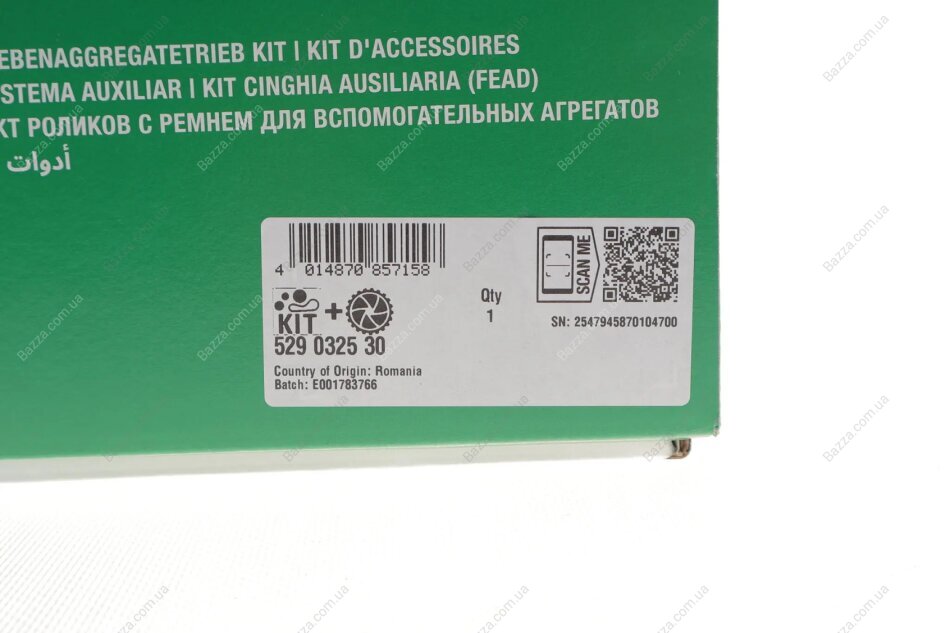 EBENAGGREGATETRIEB KIT | KIT D'ACCESSOIRES
STEMA AUXILIAR | KIT CINGHIA AUSILIARIA (FEAD)
КТ РОЛИКОВ С РЕМНЕМ ДЛЯ ВСПОМОГАТЕЛЬНЫХ АГРЕГАТОВ
أدوات
4 014870 857158
SCAN ME
KIT +
Qty
1
SN: 2547945870104700
529 0325 30
Country of Origin: Romania
Batch: E001783766
Bazza.com.ua